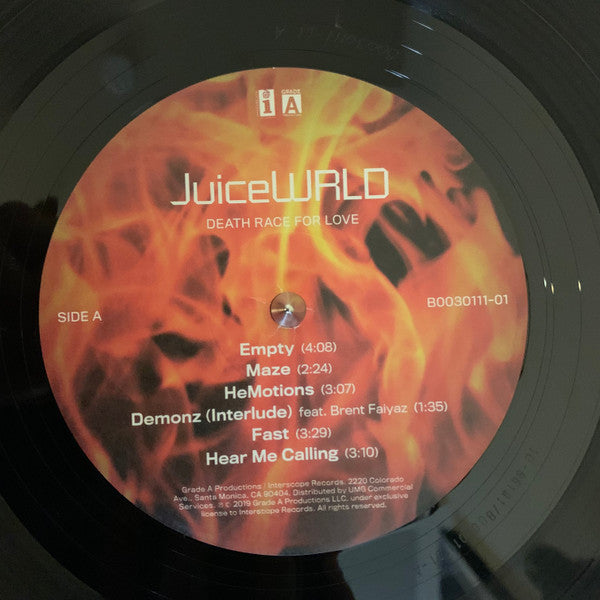 i GRADE A
JuiceWRLD
DEATH RACE FOR LOVE
SIDE A
B0030111-01
Empty (4:08)
Maze (2:24)
HeMotions (3:07)
Demonz (Interlude) feat. Brent Faiyaz (1:35)
Fast (3:29)
Hear Me Calling (3:10)
Grade A Productions / Interscope Records. 2220 Colorado
Ave., Santa Monica, CA 90404. Distributed by UMG Commercial
Services. ℗ © 2019 Grade A Productions LLC. under exclusive
license to Interscope Records. All rights reserved.